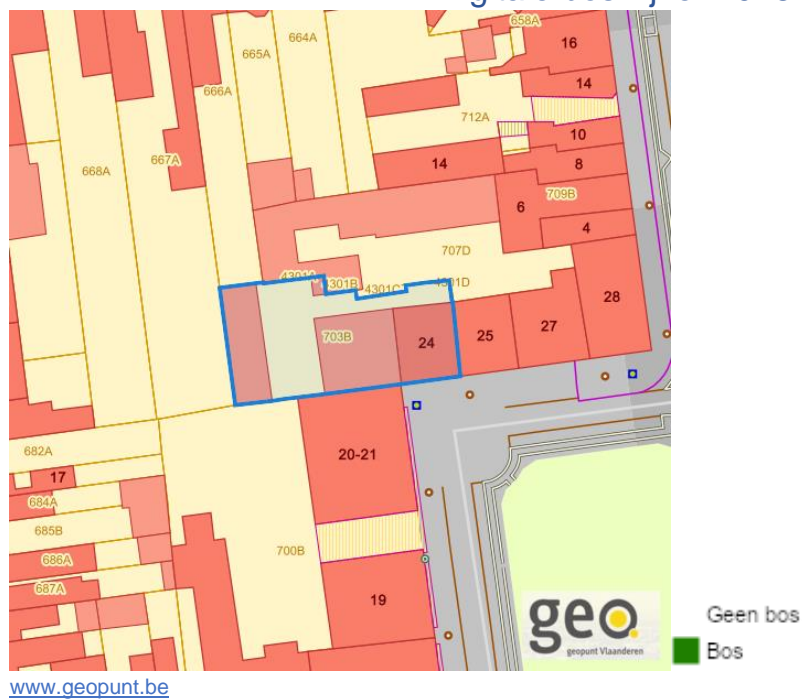 658A
16
664A
665A
14
666A
712A
10
667A
8
668A
14
709B
6
4
707D
4301A
4301B
4301C
4301D
28
27
25
703B
24
682A
20-21
17
684A
685B
700B
686A
687A
19
geo
geopunt Vlaanderen
Geen bos
Bos
www.geopunt.be